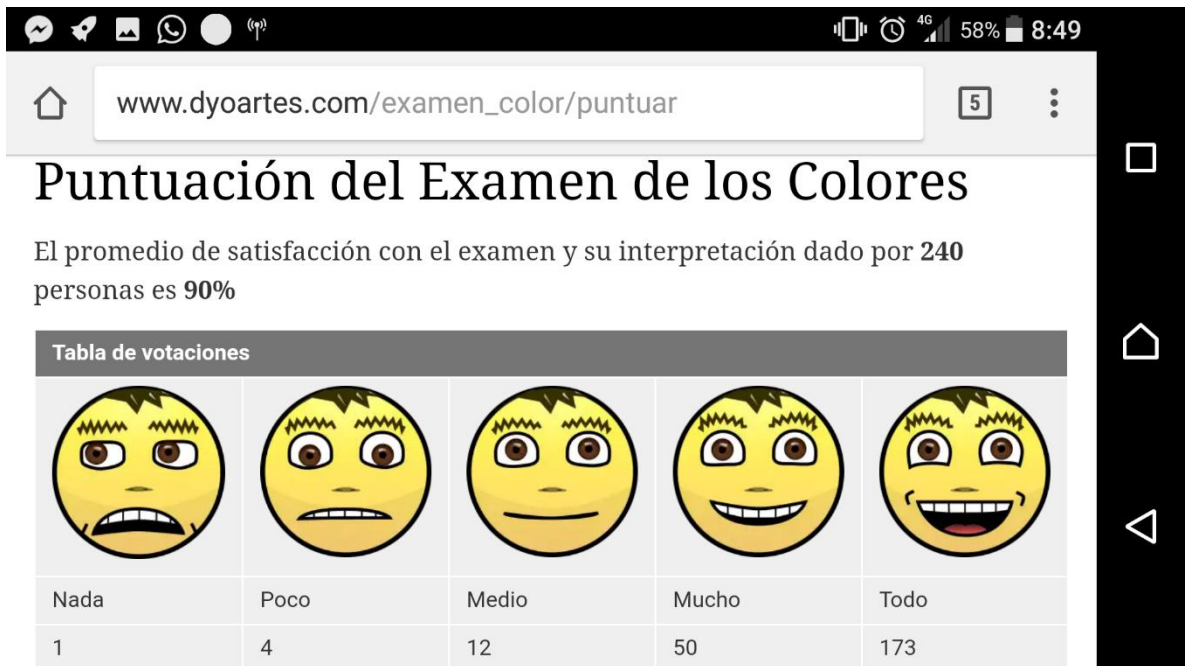 4G 58% 8:49
www.dyoartes.com/examen_color/puntuar 5
Puntuación del Examen de los Colores
El promedio de satisfacción con el examen y su interpretación dado por 240
personas es 90%
Tabla de votaciones
Nada Poco Medio Mucho Todo
1 4 12 50 173